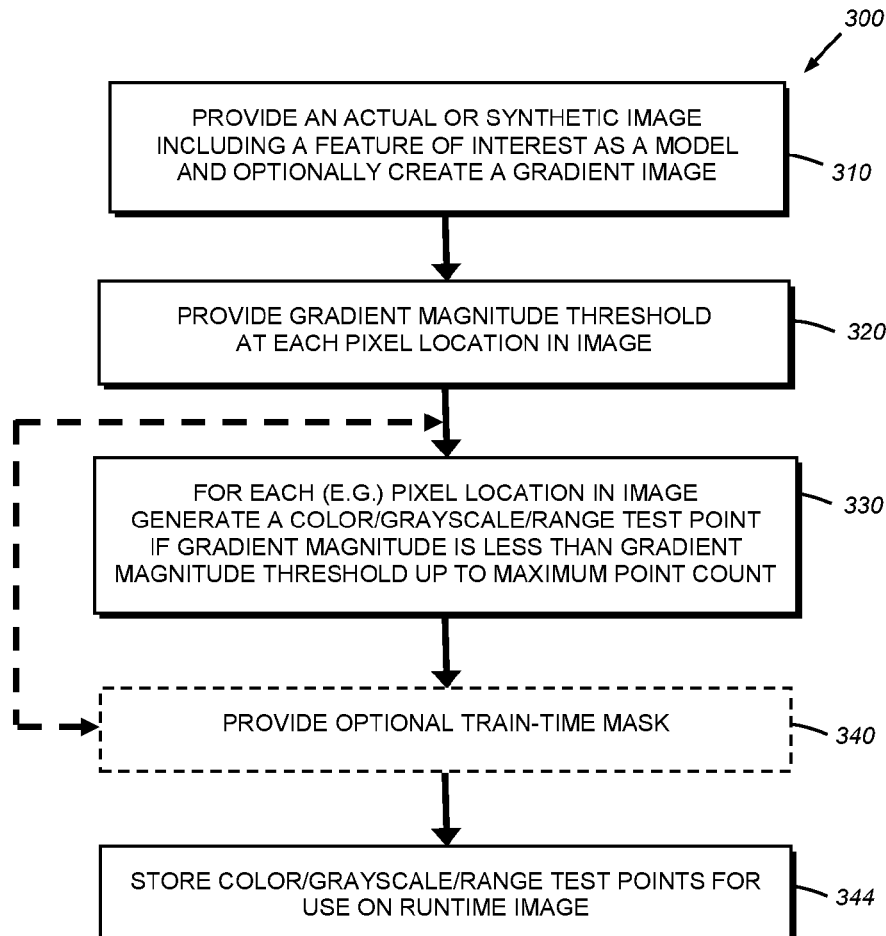 300
PROVIDE AN ACTUAL OR SYNTHETIC IMAGE
INCLUDING A FEATURE OF INTEREST AS A MODEL
AND OPTIONALLY CREATE A GRADIENT IMAGE
310
PROVIDE GRADIENT MAGNITUDE THRESHOLD
AT EACH PIXEL LOCATION IN IMAGE
320
FOR EACH (E.G.) PIXEL LOCATION IN IMAGE
GENERATE A COLOR/GRAYSCALE/RANGE TEST POINT
IF GRADIENT MAGNITUDE IS LESS THAN GRADIENT
MAGNITUDE THRESHOLD UP TO MAXIMUM POINT COUNT
330
PROVIDE OPTIONAL TRAIN-TIME MASK
340
STORE COLOR/GRAYSCALE/RANGE TEST POINTS FOR
USE ON RUNTIME IMAGE
344